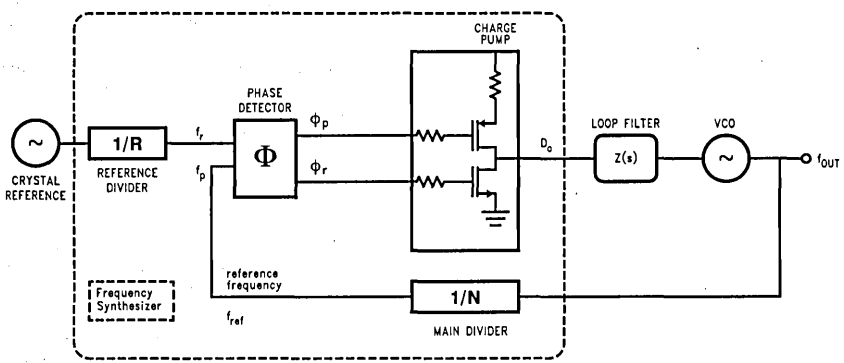 CHARGE
PUMP
PHASE
DETECTOR
LOOP FILTER
VCO
~
1/R
fr
fp
Φ
ϕp
ϕr
Do
Z(s)
~
fOUT
CRYSTAL
REFERENCE
REFERENCE
DIVIDER
Frequency
Synthesizer
reference
frequency
fref
1/N
MAIN DIVIDER